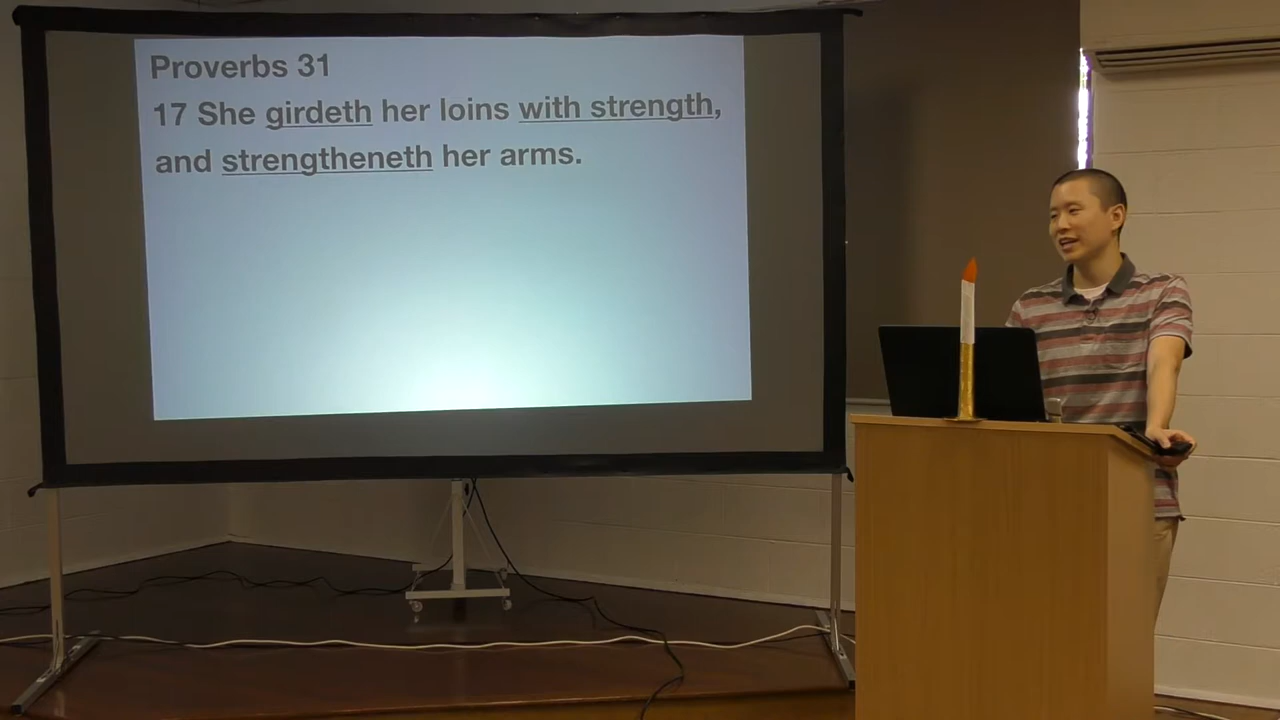 Proverbs 31
17 She girdeth her loins with strength,
and strengtheneth her arms.